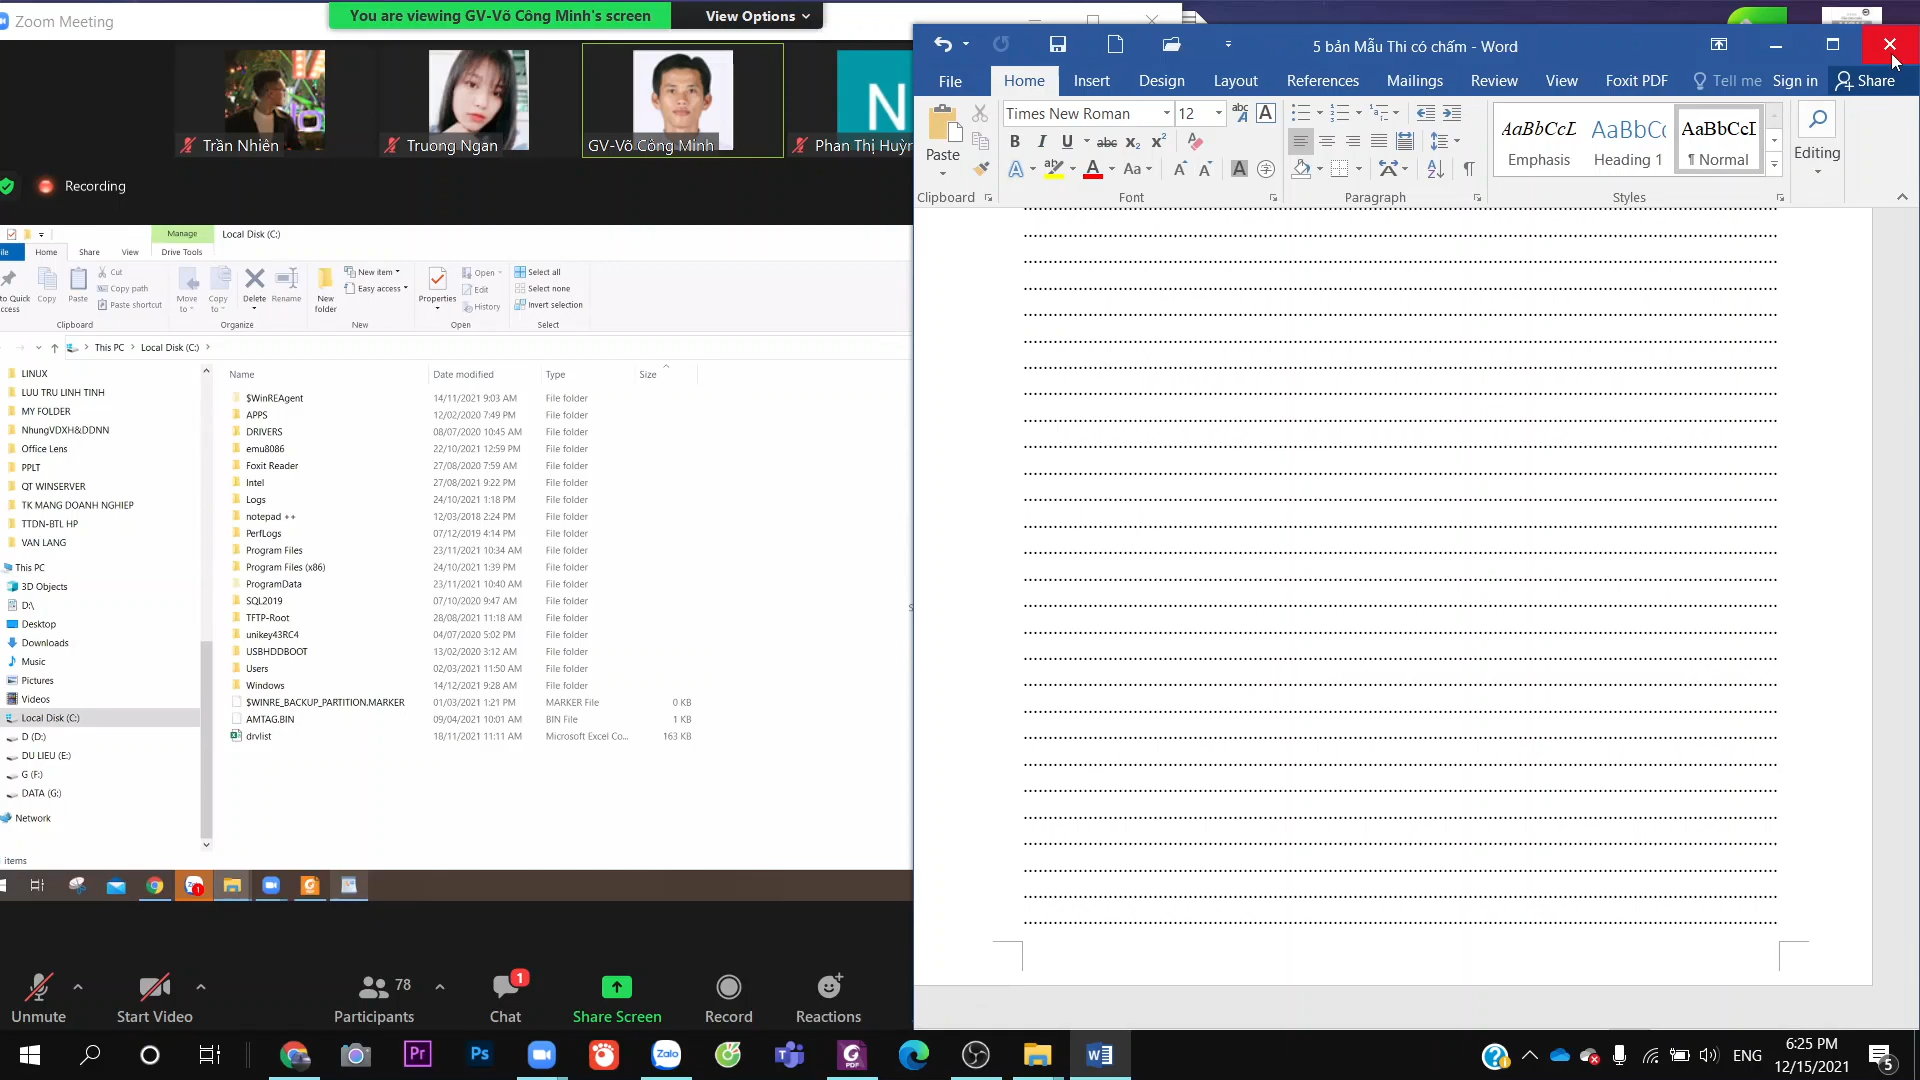 Zoom Meeting
You are viewing GV-Võ Công Minh's screen
View Options
Trần Nhiên
Truong Ngan
GV-Võ Công Minh
N
Phan Thị Huỳn
Recording
Manage
Local Disk (C:)
Home
Share
View
Drive Tools
Copy
Paste
Cut
Copy path
Paste shortcut
Move to
Copy to
Delete
Rename
New folder
New item
Easy access
Properties
Open
Edit
History
Select all
Select none
Invert selection
Clipboard
Organize
New
Open
Select
This PC
Local Disk (C:)
LINUX
LUU TRU LINH TINH
MY FOLDER
NhungVDXH&DDNN
Office Lens
PPLT
QT WINSERVER
TK MANG DOANH NGHIEP
TTDN-BTL HP
VAN LANG
This PC
3D Objects
D:\
Desktop
Downloads
Music
Pictures
Videos
Local Disk (C:)
D (D:)
DU LIEU (E:)
G (F:)
DATA (G:)
Network
items
Name Date modified Type Size
$WinREAgent 14/11/2021 9:03 AM File folder
APPS 12/02/2020 7:49 PM File folder
DRIVERS 08/07/2020 10:45 AM File folder
emu8086 22/10/2021 12:59 PM File folder
Foxit Reader 27/08/2020 7:59 AM File folder
Intel 27/08/2021 9:22 PM File folder
Logs 24/10/2021 1:18 PM File folder
notepad ++ 12/03/2018 2:24 PM File folder
PerfLogs 07/12/2019 4:14 PM File folder
Program Files 23/11/2021 10:34 AM File folder
Program Files (x86) 24/10/2021 1:39 PM File folder
ProgramData 23/11/2021 10:40 AM File folder
SQL2019 07/10/2020 9:47 AM File folder
TFTP-Root 28/08/2021 11:18 AM File folder
unikey43RC4 04/07/2020 5:02 PM File folder
USBHDDBOOT 13/02/2020 3:12 AM File folder
Users 02/03/2021 11:50 AM File folder
Windows 14/12/2021 9:28 AM File folder
$WINRE_BACKUP_PARTITION.MARKER 01/03/2021 1:21 PM MARKER File 0 KB
AMTAG.BIN 09/04/2021 10:01 AM BIN File 1 KB
drvlist 18/11/2021 11:11 AM Microsoft Excel Co... 163 KB
Unmute
Start Video
78
Participants
1
Chat
Share Screen
Record
Reactions
5 bản Mẫu Thi có chấm - Word
File Home Insert Design Layout References Mailings Review View Foxit PDF Tell me Sign in Share
Paste
Times New Roman 12
B I U abc X₂ X²
Aa
AaBbCcL AaBbCc AaBbCcI
Emphasis Heading 1 ¶ Normal
Editing
Clipboard Font Paragraph Styles
Pr
Ps
Zalo
ENG
6:25 PM
12/15/2021
5